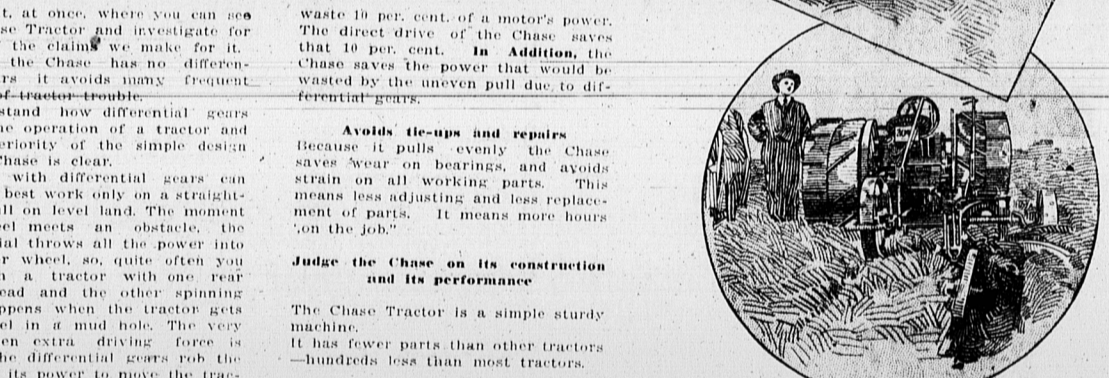 t, at once, where you can see
se Tractor and investigate for
the claims we make for it.
the Chase has no differen-
rs it avoids many frequent
of tractor trouble.
stand how differential gears
he operation of a tractor and
eriority of the simple design
Chase is clear.
with differential gears can
best work only on a straight-
ll on level land. The moment
el meets an obstacle, the
ial throws all the power into
r wheel, so, quite often you
n a tractor with one rear
ead and the other spinning
ppens when the tractor gets
el in a mud hole. The very
en extra driving force is
he differential gears rob the
its power to move the trac-
waste 10 per. cent. of a motor's power.
The direct drive of the Chase saves
that 10 per. cent. In Addition, the
Chase saves the power that would be
wasted by the uneven pull due to dif-
ferential gears.
Avoids tie-ups and repairs
Because it pulls evenly the Chase
saves wear on bearings, and avoids
strain on all working parts. This
means less adjusting and less replace-
ment of parts. It means more hours
'on the job."
Judge the Chase on its construction
and its performance
The Chase Tractor is a simple sturdy
machine.
It has fewer parts than other tractors
—hundreds less than most tractors.